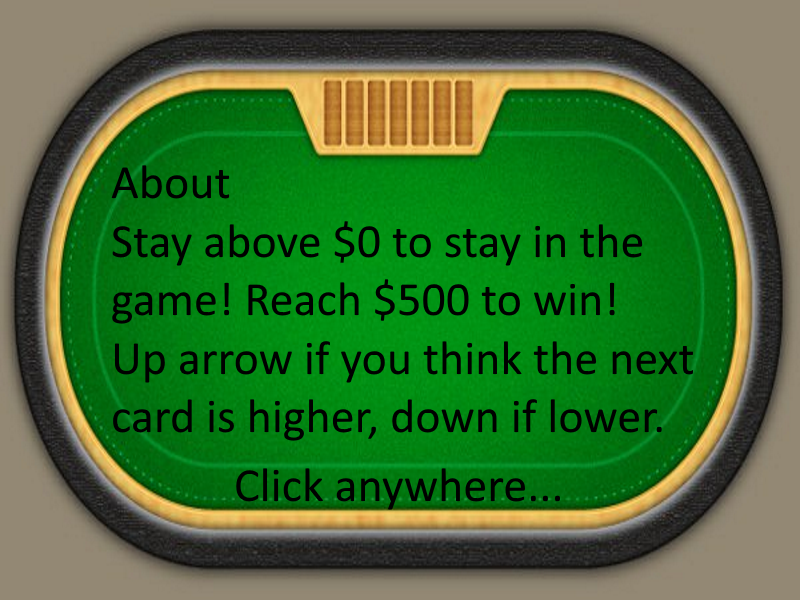 About
Stay above $0 to stay in the
game! Reach $500 to win!
Up arrow if you think the next
card is higher, down if lower.
Click anywhere...